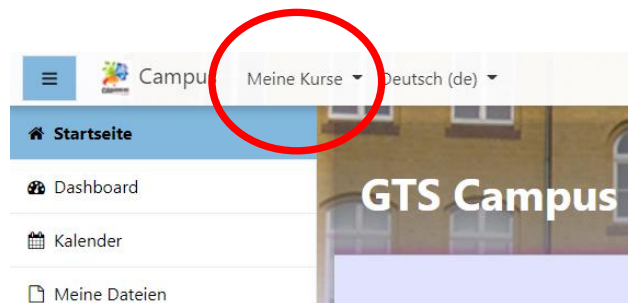 Campus Meine Kurse Deutsch (de)
Startseite
GTS Campus
Dashboard
Kalender
Meine Dateien